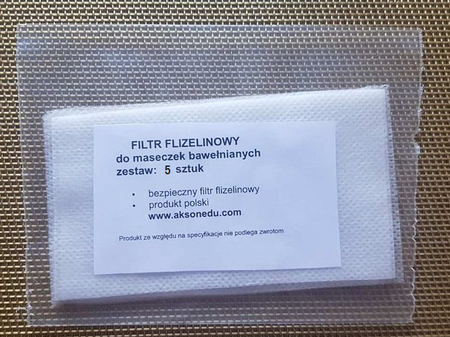 FILTR FLIZELINOWY
do maseczek bawełnianych
zestaw: 5 sztuk
• bezpieczny filtr flizelinowy
• produkt polski
www.aksonedu.com
Produkt ze względu na specyfikacje nie podlega zwrotom